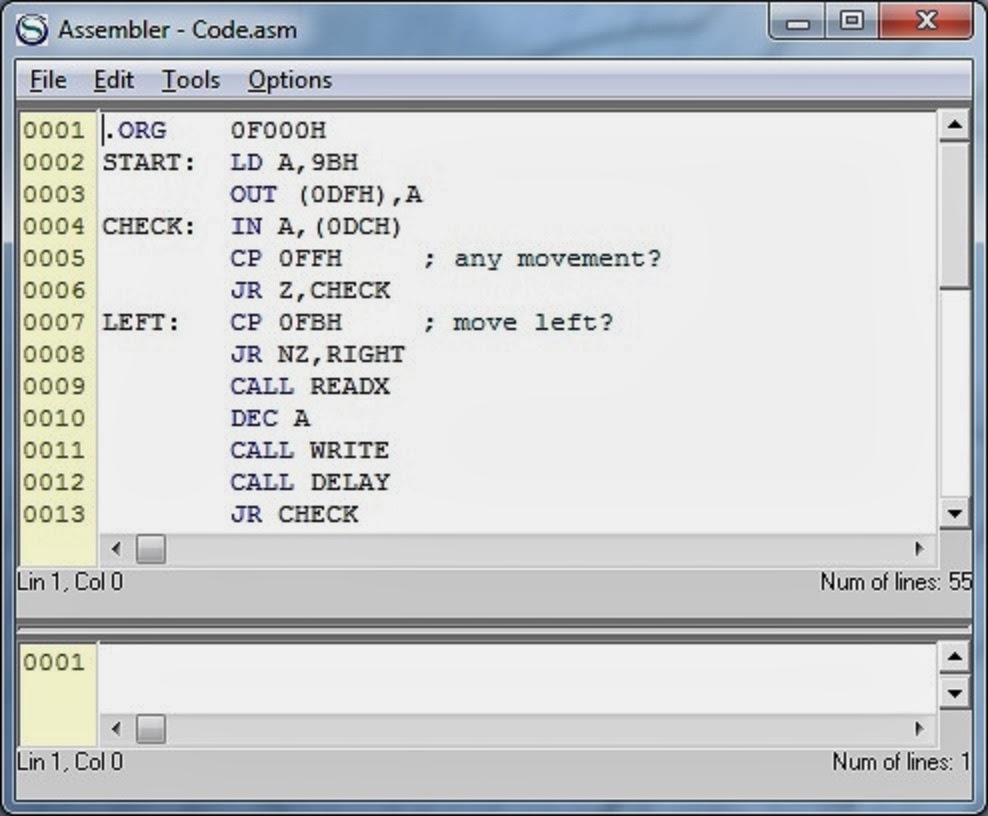 Assembler - Code.asm
File Edit Tools Options
0001 .ORG 0F000H
0002 START: LD A,9BH
0003 OUT (0DFH),A
0004 CHECK: IN A,(0DCH)
0005 CP 0FFH ; any movement?
0006 JR Z,CHECK
0007 LEFT: CP 0FBH ; move left?
0008 JR NZ,RIGHT
0009 CALL READX
0010 DEC A
0011 CALL WRITE
0012 CALL DELAY
0013 JR CHECK
Lin 1, Col 0 Num of lines: 55
0001
Lin 1, Col 0 Num of lines: 1